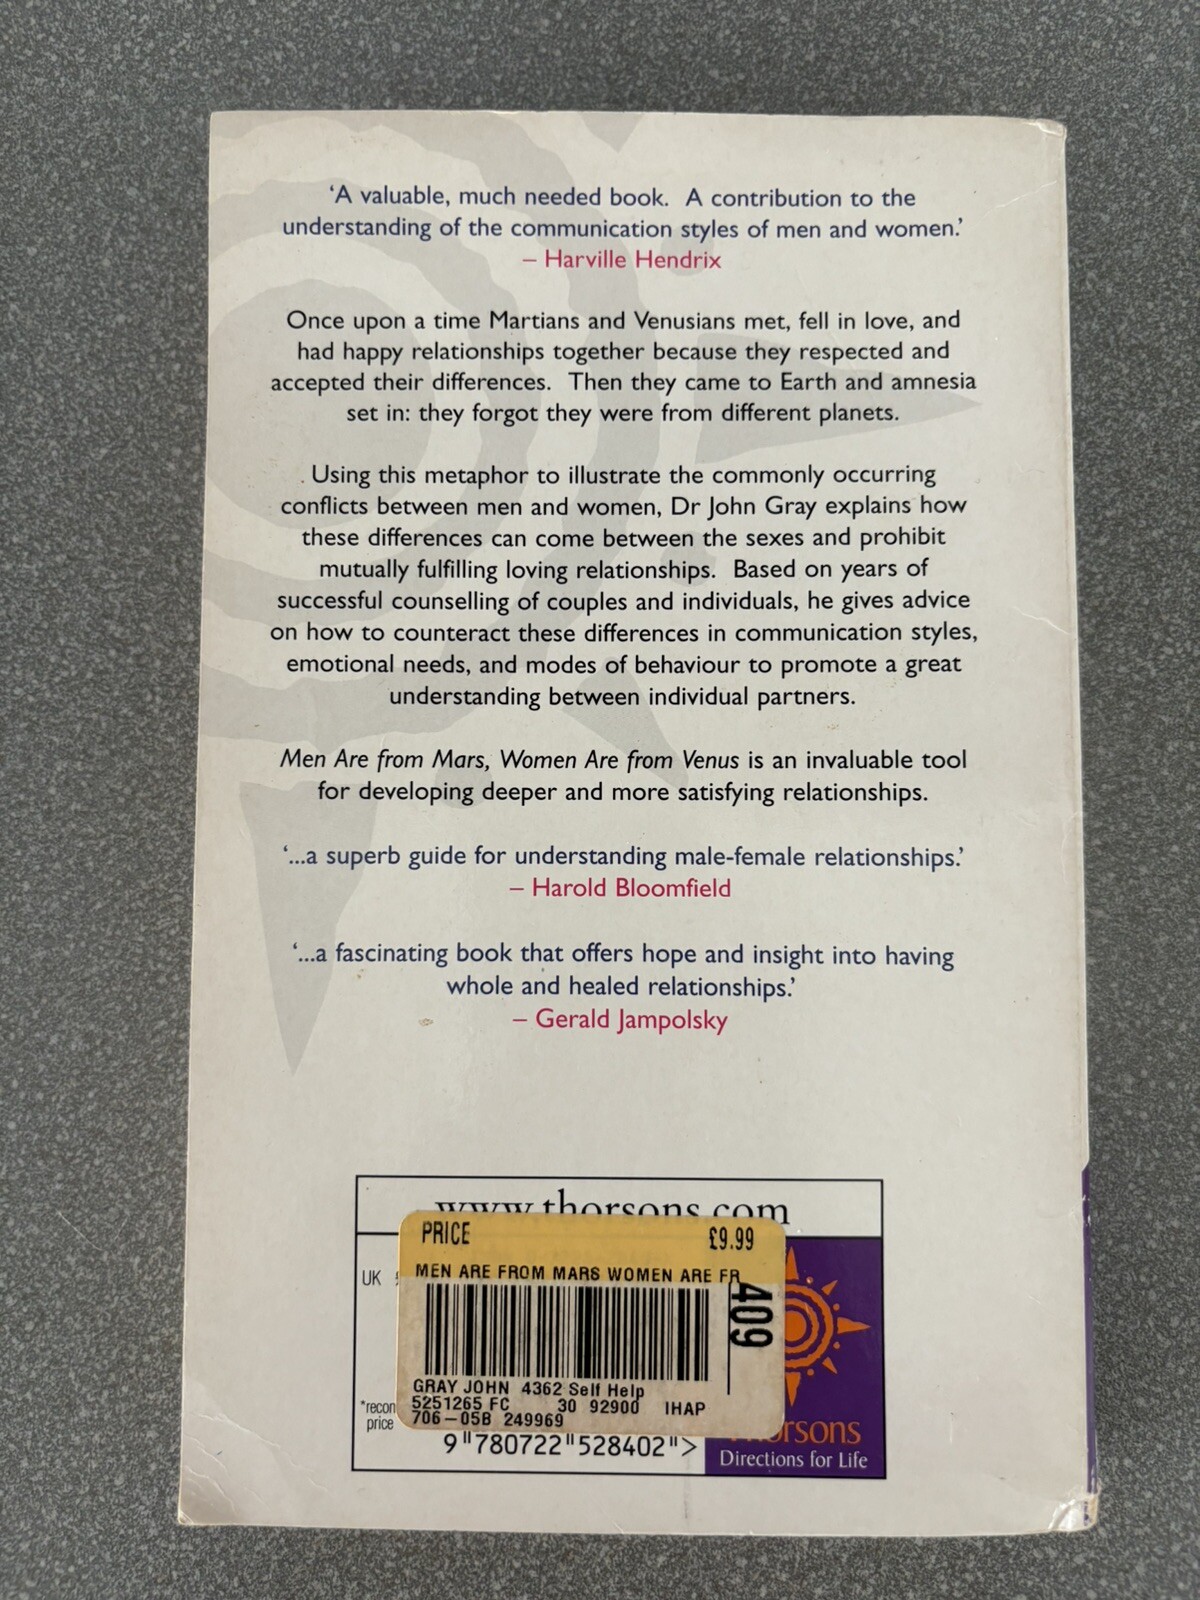 ‘A valuable, much needed book. A contribution to the
understanding of the communication styles of men and women.’
– Harville Hendrix
Once upon a time Martians and Venusians met, fell in love, and
had happy relationships together because they respected and
accepted their differences. Then they came to Earth and amnesia
set in: they forgot they were from different planets.
Using this metaphor to illustrate the commonly occurring
conflicts between men and women, Dr John Gray explains how
these differences can come between the sexes and prohibit
mutually fulfilling loving relationships. Based on years of
successful counselling of couples and individuals, he gives advice
on how to counteract these differences in communication styles,
emotional needs, and modes of behaviour to promote a great
understanding between individual partners.
Men Are from Mars, Women Are from Venus is an invaluable tool
for developing deeper and more satisfying relationships.
‘...a superb guide for understanding male-female relationships.’
– Harold Bloomfield
‘...a fascinating book that offers hope and insight into having
whole and healed relationships.’
– Gerald Jampolsky
www.thorsons.com
PRICE £9.99
UK
MEN ARE FROM MARS WOMEN ARE FR
409
GRAY JOHN 4362 Self Help
5251265 FC 30 92900 IHAP
706-05B 249969
*recon
price
9"780722"528402">
Thorsons
Directions for Life